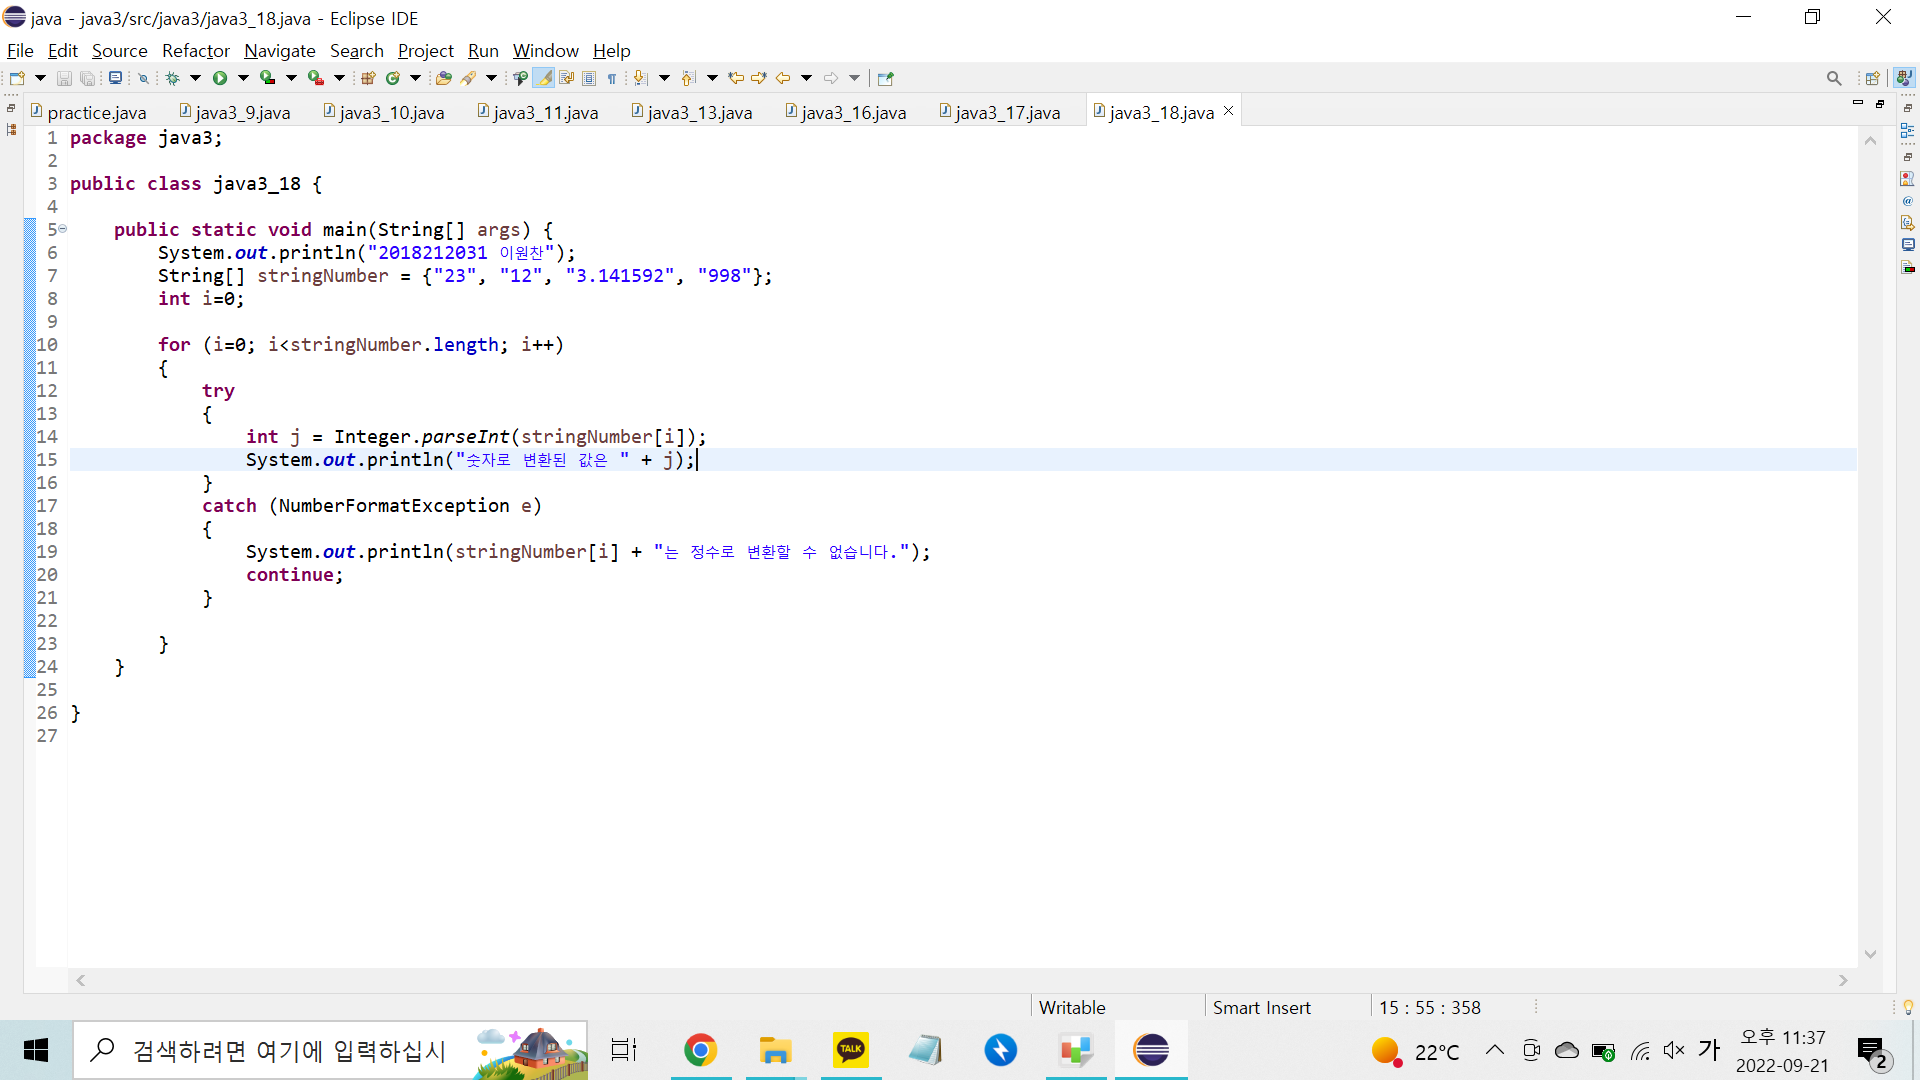 java - java3/src/java3/java3_18.java - Eclipse IDE
File Edit Source Refactor Navigate Search Project Run Window Help
practice.java java3_9.java java3_10.java java3_11.java java3_13.java java3_16.java java3_17.java java3_18.java
1 package java3;
2
3 public class java3_18 {
4
5 public static void main(String[] args) {
6 System.out.println("2018212031 이원찬");
7 String[] stringNumber = {"23", "12", "3.141592", "998"};
8 int i=0;
9
10 for (i=0; i<stringNumber.length; i++)
11 {
12 try
13 {
14 int j = Integer.parseInt(stringNumber[i]);
15 System.out.println("숫자로 변환된 값은 " + j);
16 }
17 catch (NumberFormatException e)
18 {
19 System.out.println(stringNumber[i] + "는 정수로 변환할 수 없습니다.");
20 continue;
21 }
22
23 }
24 }
25
26 }
27
Writable Smart Insert 15 : 55 : 358
검색하려면 여기에 입력하십시
TALK
22°C 가 오후 11:37
2022-09-21
2